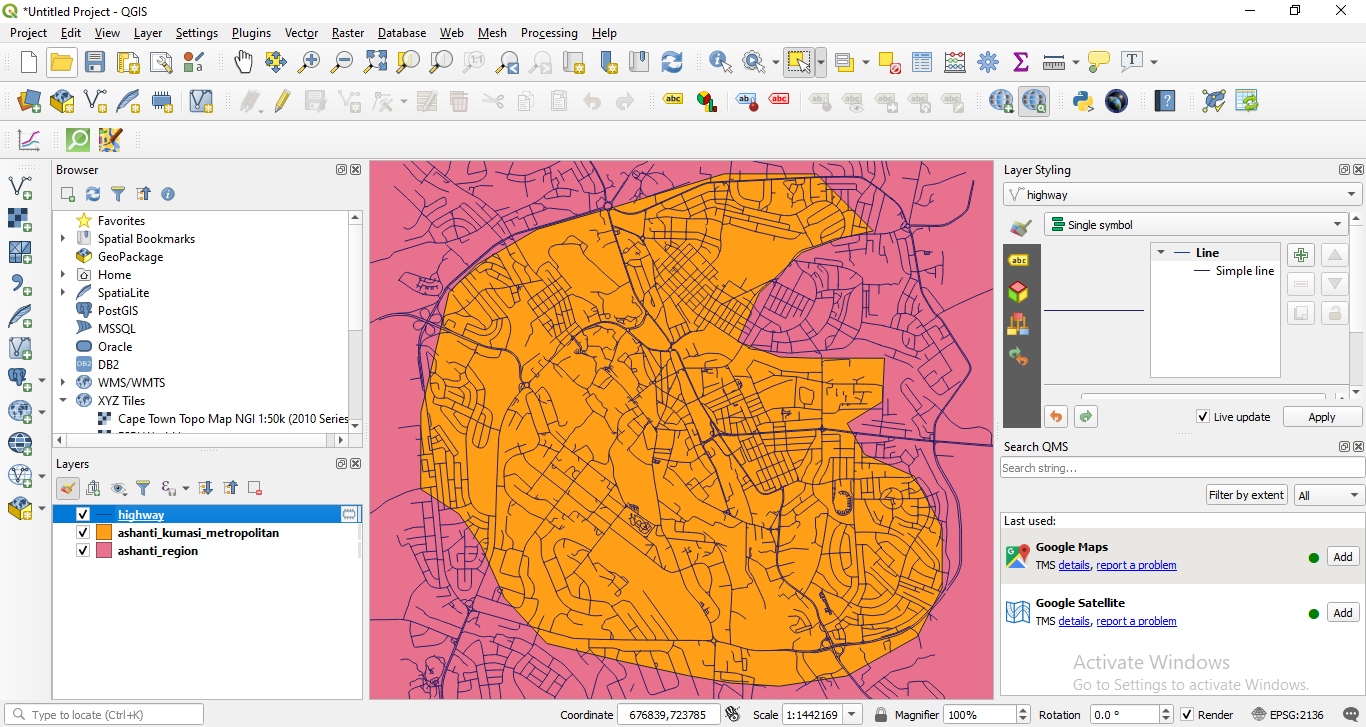 *Untitled Project - QGIS
Project Edit View Layer Settings Plugins Vector Raster Database Web Mesh Processing Help
Browser
Favorites
Spatial Bookmarks
GeoPackage
Home
SpatiaLite
PostGIS
MSSQL
Oracle
DB2
DB2
WMS/WMTS
XYZ Tiles
Cape Town Topo Map NGI 1:50k (2010 Series
Layers
highway
ashanti_kumasi_metropolitan
ashanti_region
Layer Styling
highway
Single symbol
Line
Simple line
Live update
Apply
Search QMS
Search string...
Filter by extent
All
Last used:
Google Maps
TMS details, report a problem
Add
Google Satellite
TMS details, report a problem
Add
Activate Windows
Go to Settings to activate Windows.
Type to locate (Ctrl+K)
Coordinate 676839,723785 Scale 1:1442169 Magnifier 100% Rotation 0.0 ° Render EPSG:2136